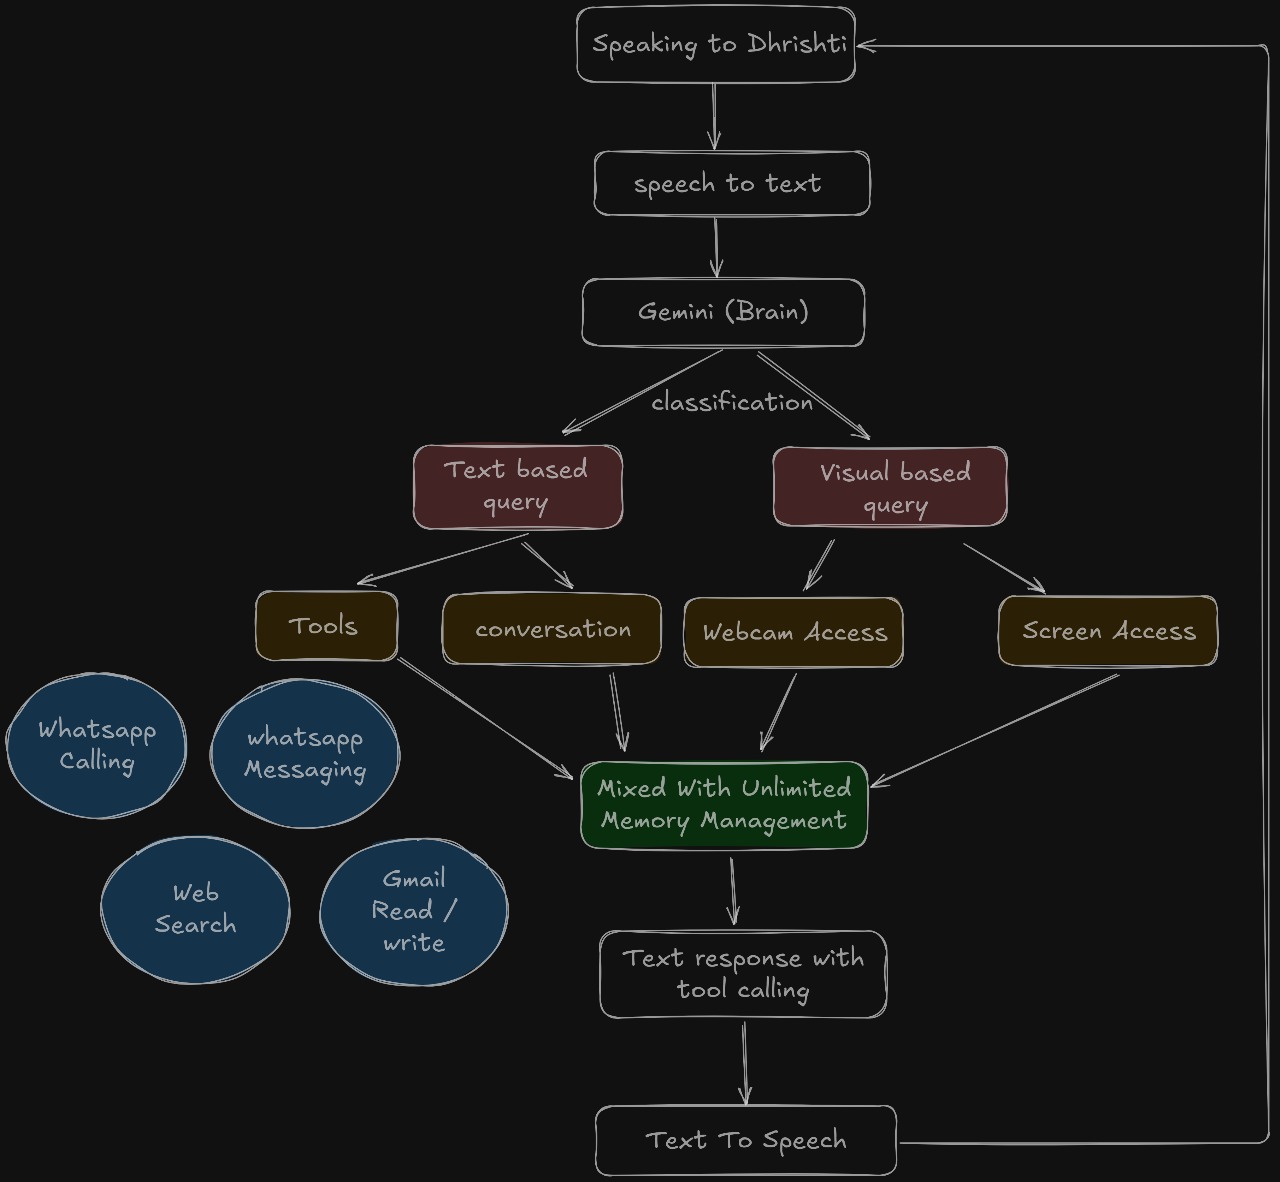 Speaking to Dhrishti
speech to text
Gemini (Brain)
classification
Text based
query
Visual based
query
Tools
conversation
Webcam Access
Screen Access
Whatsapp
Calling
whatsapp
Messaging
Mixed With Unlimited
Memory Management
Web
Search
Gmail
Read /
write
Text response with
tool calling
Text To Speech